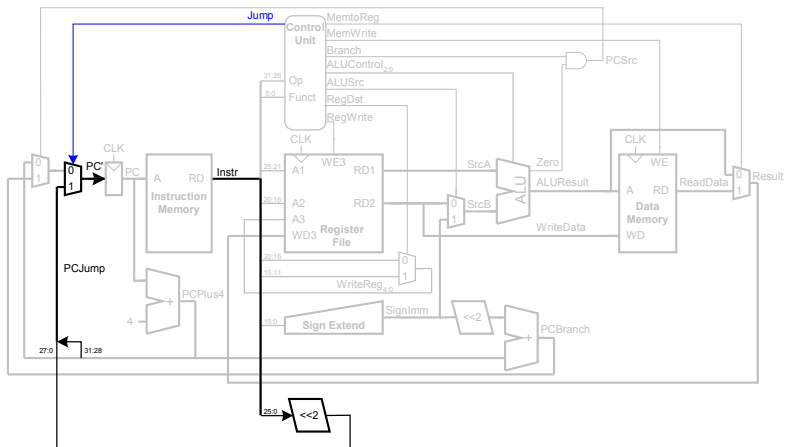 Jump
MemtoReg
Control
Unit
MemWrite
Branch
ALUControl2:0
PCSrc
31:26
Op
ALUSrc
5:0
Funct
RegDst
RegWrite
CLK
CLK
CLK
0
1
PC'
0
1
PC
A
RD
Instr
25:21
A1
WE3
RD1
SrcA
Zero
WE
0
1
Result
Instruction
Memory
20:16
A2
RD2
0
1
SrcB
ALU
ALUResult
A
RD
ReadData
A3
Data
Memory
WD3
Register
File
WriteData
WD
PCJump
20:16
0
15:11
1
WriteReg4:0
PCPlus4
+
4
SignImm
15:0
Sign Extend
<<2
+
PCBranch
27:0
31:28
25:0
<<2